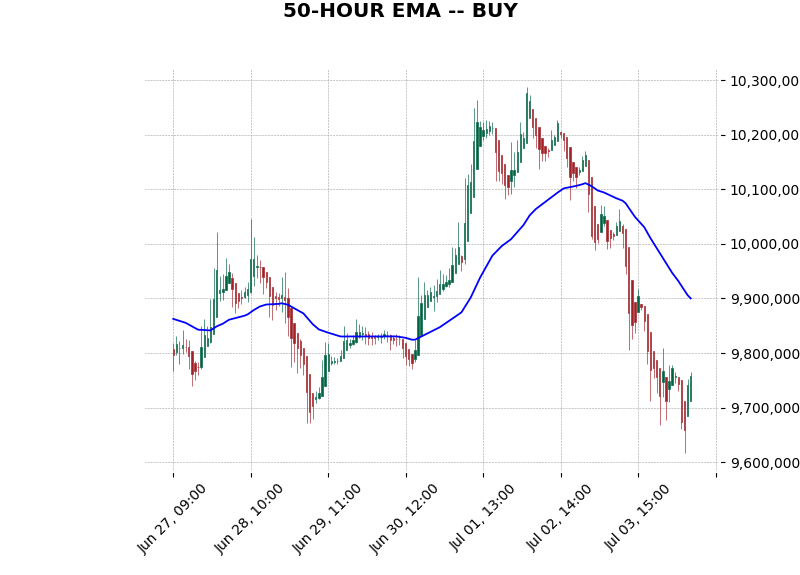 50-HOUR EMA -- BUY
10,300,00
10,200,00
10,100,00
10,000,00
9,900,000
9,800,000
9,700,000
9,600,000
Jun 27, 09:00
Jun 28, 10:00
Jun 29, 11:00
Jun 30, 12:00
Jul 01, 13:00
Jul 02, 14:00
Jul 03, 15:00